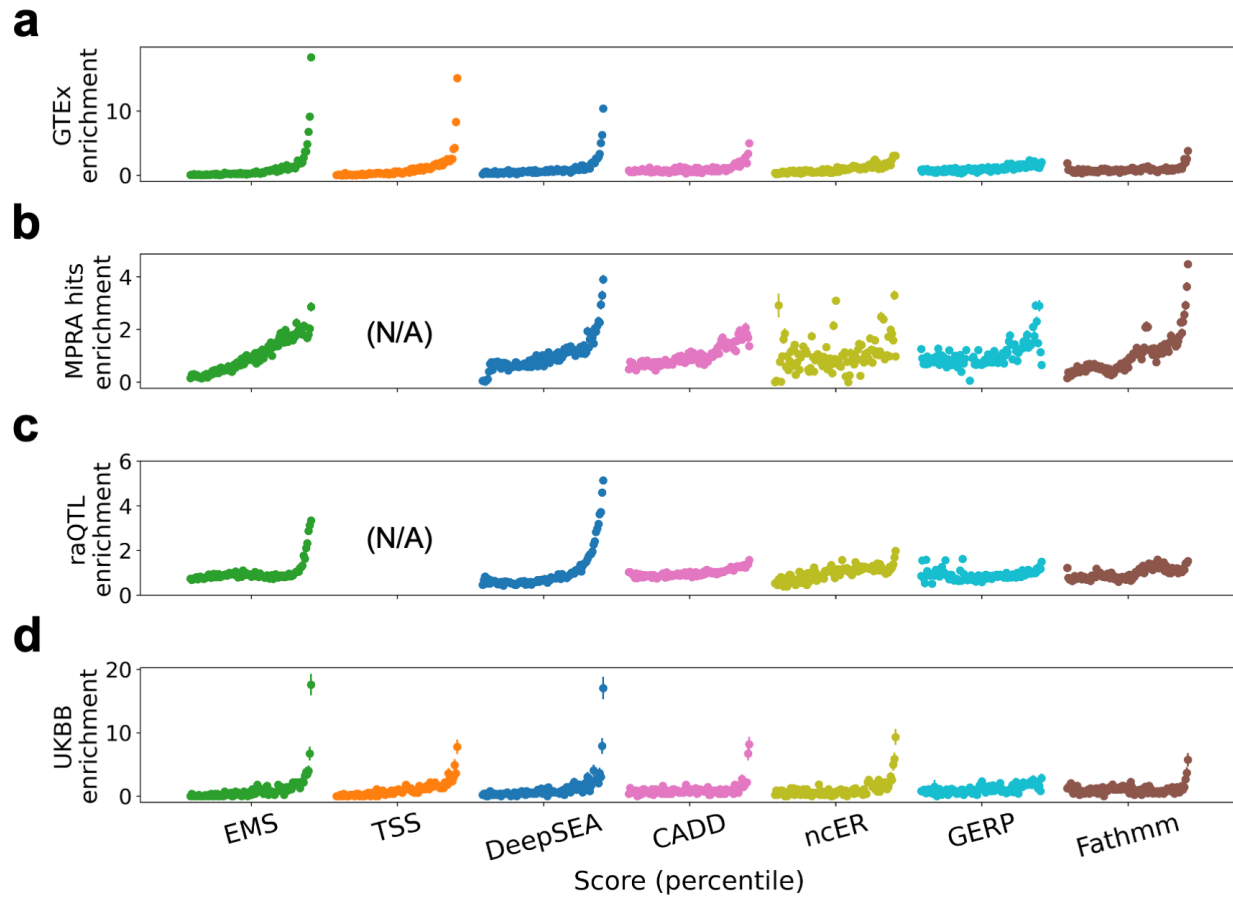 a
GTEx
enrichment
10
0
b
MPRA hits
enrichment
4
2
0
(N/A)
c
raQTL
enrichment
6
4
2
0
(N/A)
d
UKBB
enrichment
20
10
0
EMS TSS DeepSEA CADD ncER GERP Fathmm
Score (percentile)